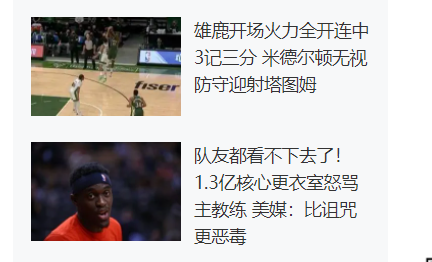 雄鹿开场火力全开连中
3记三分 米德尔顿无视
防守迎射塔图姆
fiser
队友都看不下去了！
1.3亿核心更衣室怒骂
主教练 美媒：比诅咒
更恶毒